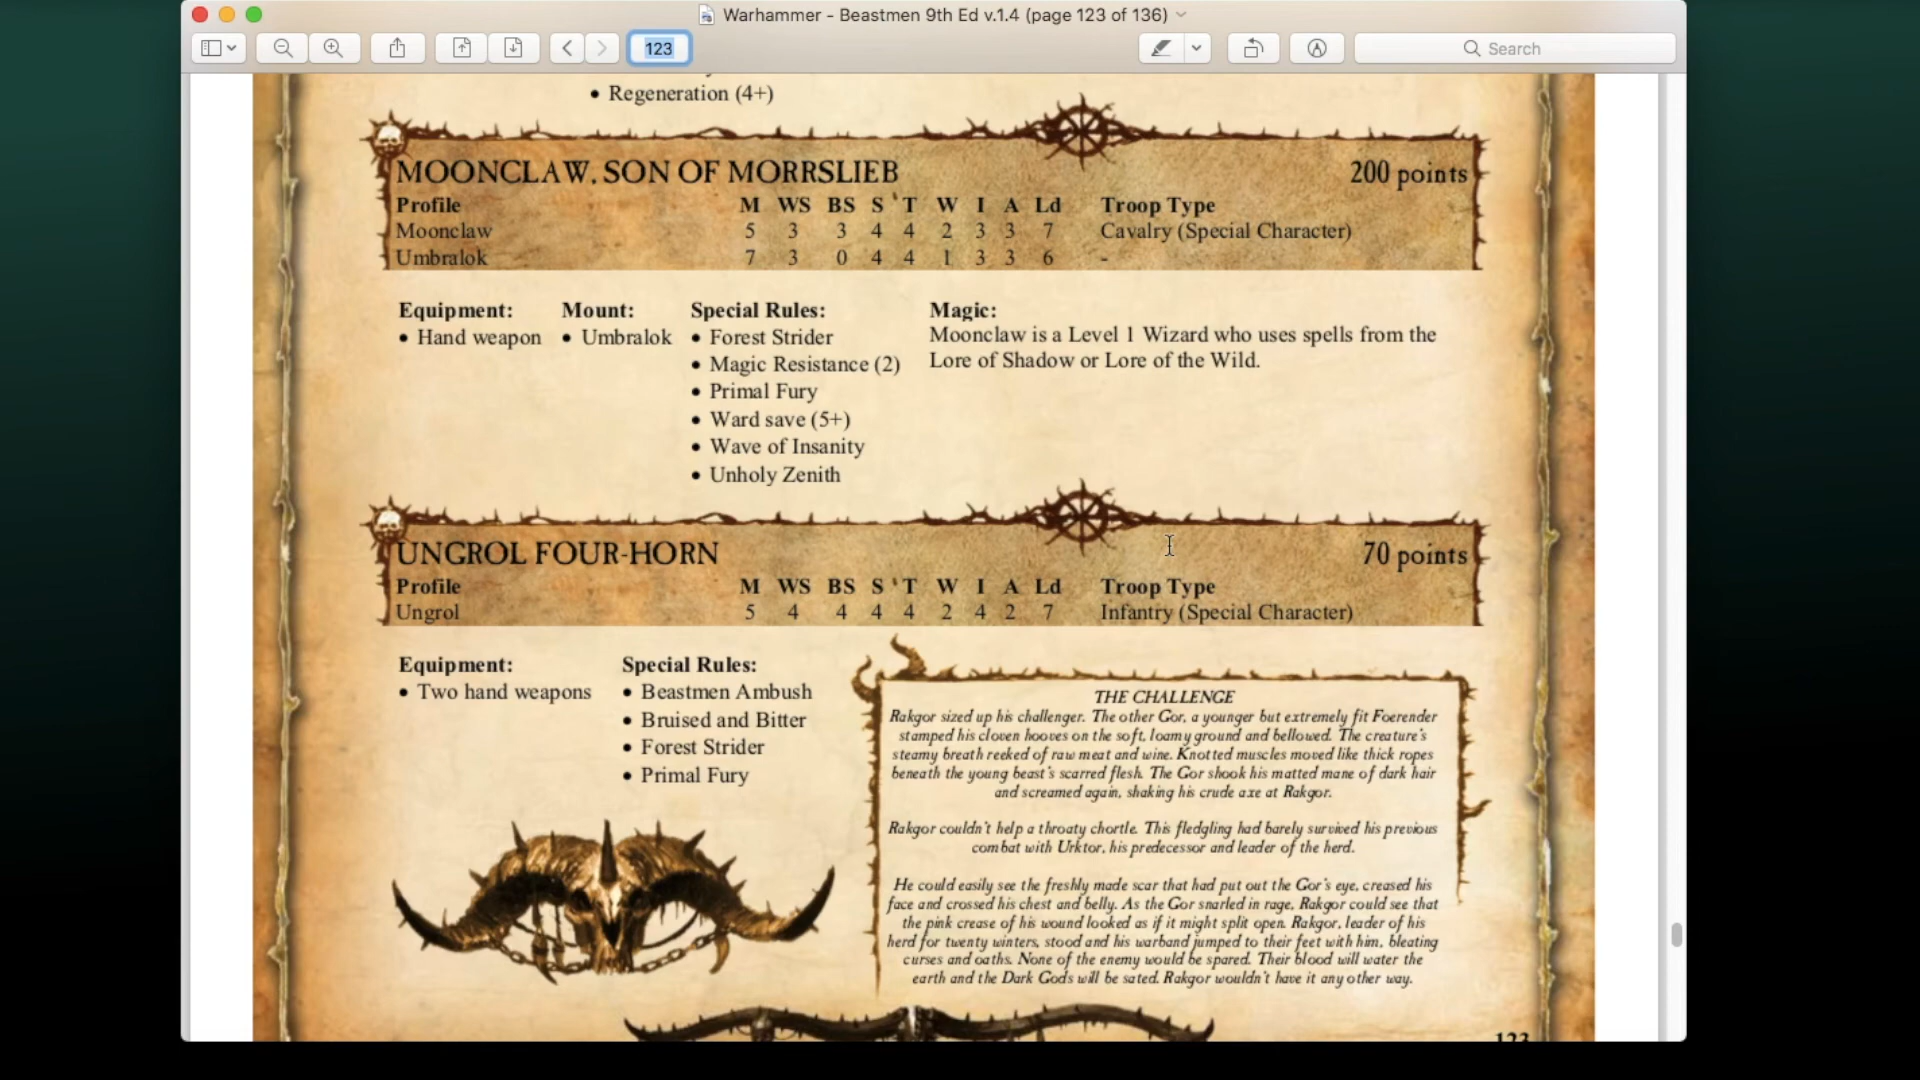 Warhammer - Beastmen 9th Ed v.1.4 (page 123 of 136)
123
Search
• Regeneration (4+)
MOONCLAW, SON OF MORRSLIEB 200 points
Profile M WS BS S T W I A Ld Troop Type
Moonclaw 5 3 3 4 4 2 3 3 7 Cavalry (Special Character)
Umbralok 7 3 0 4 4 1 3 3 6 -
Equipment:
• Hand weapon
Mount:
• Umbralok
Special Rules:
• Forest Strider
• Magic Resistance (2)
• Primal Fury
• Ward save (5+)
• Wave of Insanity
• Unholy Zenith
Magic:
Moonclaw is a Level 1 Wizard who uses spells from the
Lore of Shadow or Lore of the Wild.
UNGROL FOUR-HORN 70 points
Profile M WS BS S T W I A Ld Troop Type
Ungrol 5 4 4 4 4 2 4 2 7 Infantry (Special Character)
Equipment:
• Two hand weapons
Special Rules:
• Beastmen Ambush
• Bruised and Bitter
• Forest Strider
• Primal Fury
THE CHALLENGE
Rakgor sized up his challenger. The other Gor, a younger but extremely fit Foerender
stamped his cloven hooves on the soft, loamy ground and bellowed. The creature's
steamy breath reeked of raw meat and wine. Knotted muscles moved like thick ropes
beneath the young beast's scarred flesh. The Gor shook his matted mane of dark hair
and screamed again, shaking his crude axe at Rakgor.
Rakgor couldn't help a throaty chortle. This fledgling had barely survived his previous
combat with Urktor, his predecessor and leader of the herd.
He could easily see the freshly made scar that had put out the Gor's eye, creased his
face and crossed his chest and belly. As the Gor snarled in rage, Rakgor could see that
the pink crease of his wound looked as if it might split open. Rakgor, leader of his
herd for twenty winters, stood and his warband jumped to their feet with him, bleating
curses and oaths. None of the enemy would be spared. Their blood will water the
earth and the Dark Gods will be sated. Rakgor wouldn't have it any other way.
123